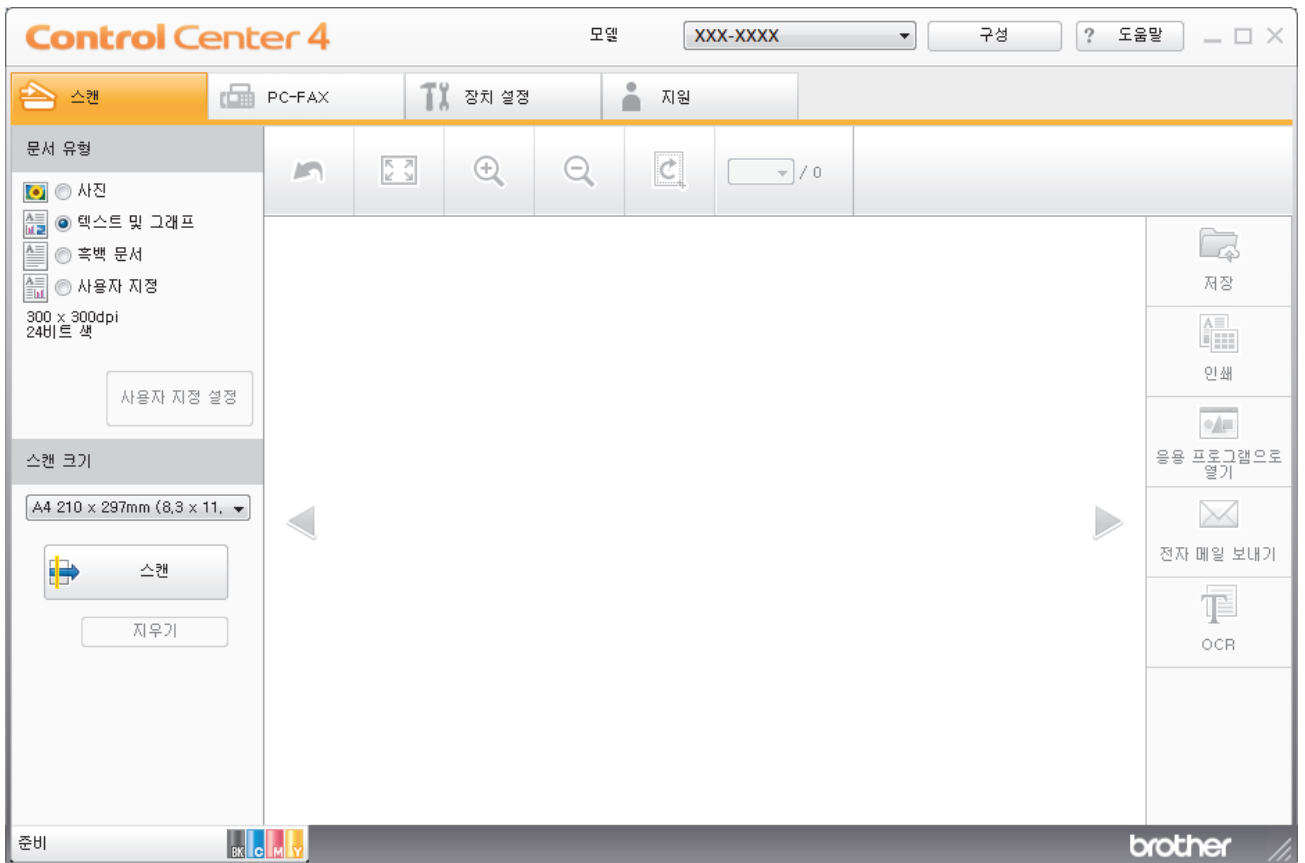 Control Center 4
모델
XXX-XXXX
구성
? 도움말
스캔
PC-FAX
장치 설정
지원
문서 유형
사진
텍스트 및 그래프
흑백 문서
사용자 지정
300 x 300dpi
24비트 색
사용자 지정 설정
스캔 크기
A4 210 x 297mm (8,3 x 11,
스캔
지우기
/ 0
저장
인쇄
응용 프로그램으로
열기
전자 메일 보내기
OCR
준비
BK C M Y
brother